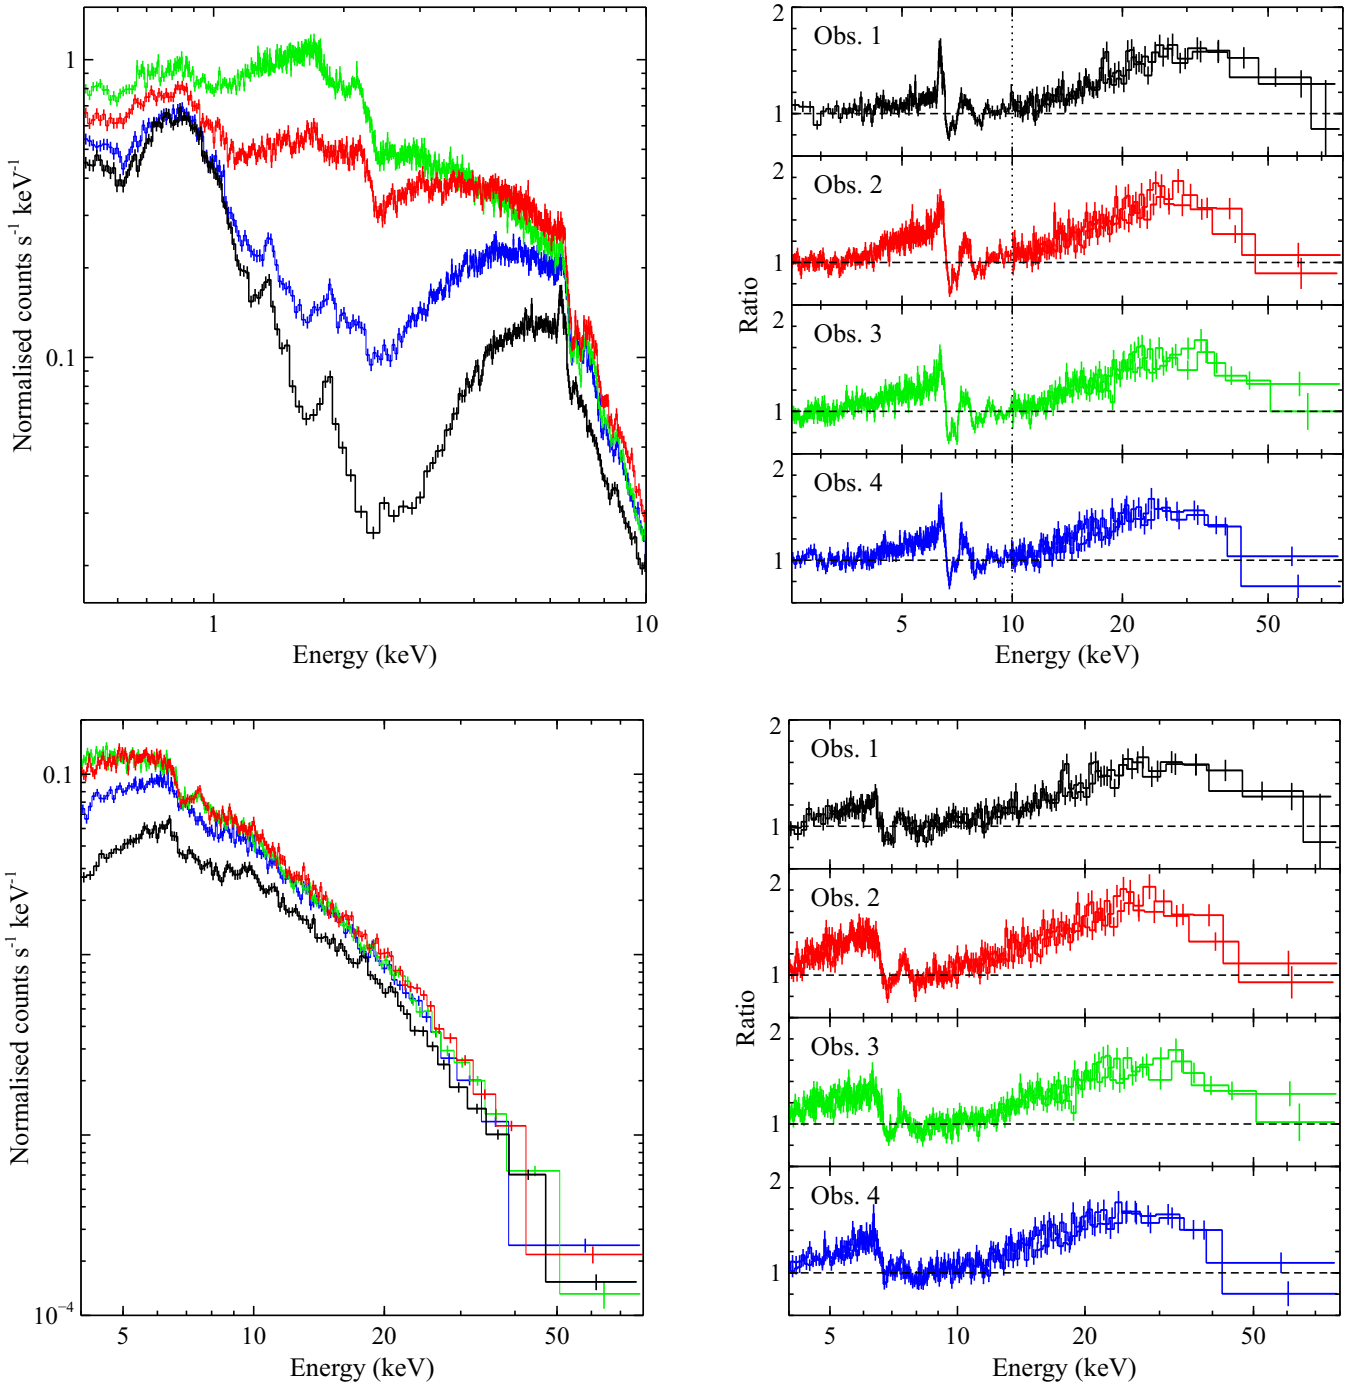 Normalised counts s⁻¹ keV⁻¹
1
0.1
1
10
Energy (keV)
Ratio
2
Obs. 1
1
2
Obs. 2
1
2
Obs. 3
1
2
Obs. 4
1
5
10
20
50
Energy (keV)
Normalised counts s⁻¹ keV⁻¹
0.1
10⁻⁴
5
10
20
50
Energy (keV)
Ratio
2
Obs. 1
1
2
Obs. 2
1
2
Obs. 3
1
2
Obs. 4
1
5
10
20
50
Energy (keV)